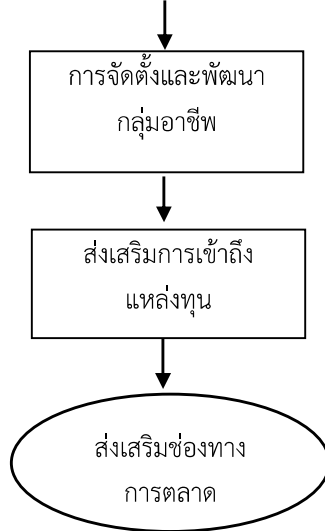 การจัดตั้งและพัฒนา
กลุ่มอาชีพ
ส่งเสริมการเข้าถึง
แหล่งทุน
ส่งเสริมช่องทาง
การตลาด